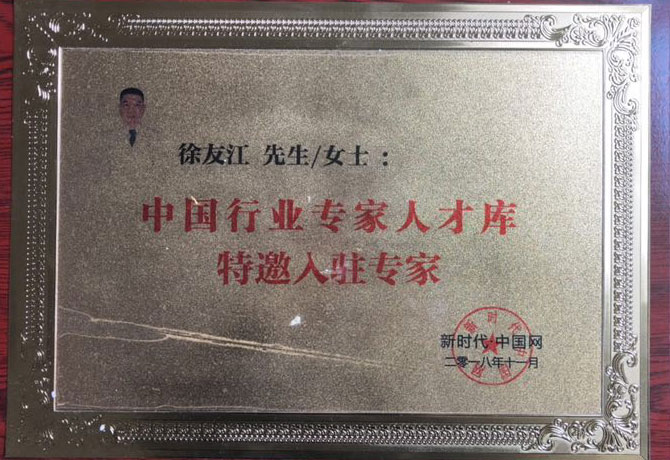 徐友江 先生/女士：
中国行业专家人才库
特邀入驻专家
新时代·中国网
二零一八年十一月